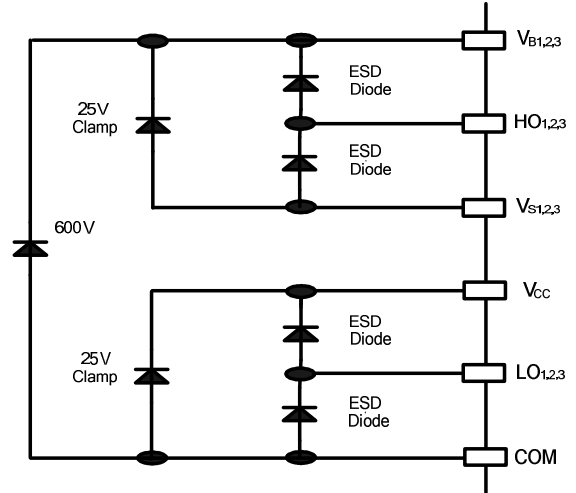 VB1,2,3
ESD
Diode
25V
Clamp
HO1,2,3
ESD
Diode
VS1,2,3
600V
VCC
ESD
Diode
25V
Clamp
LO1,2,3
ESD
Diode
COM